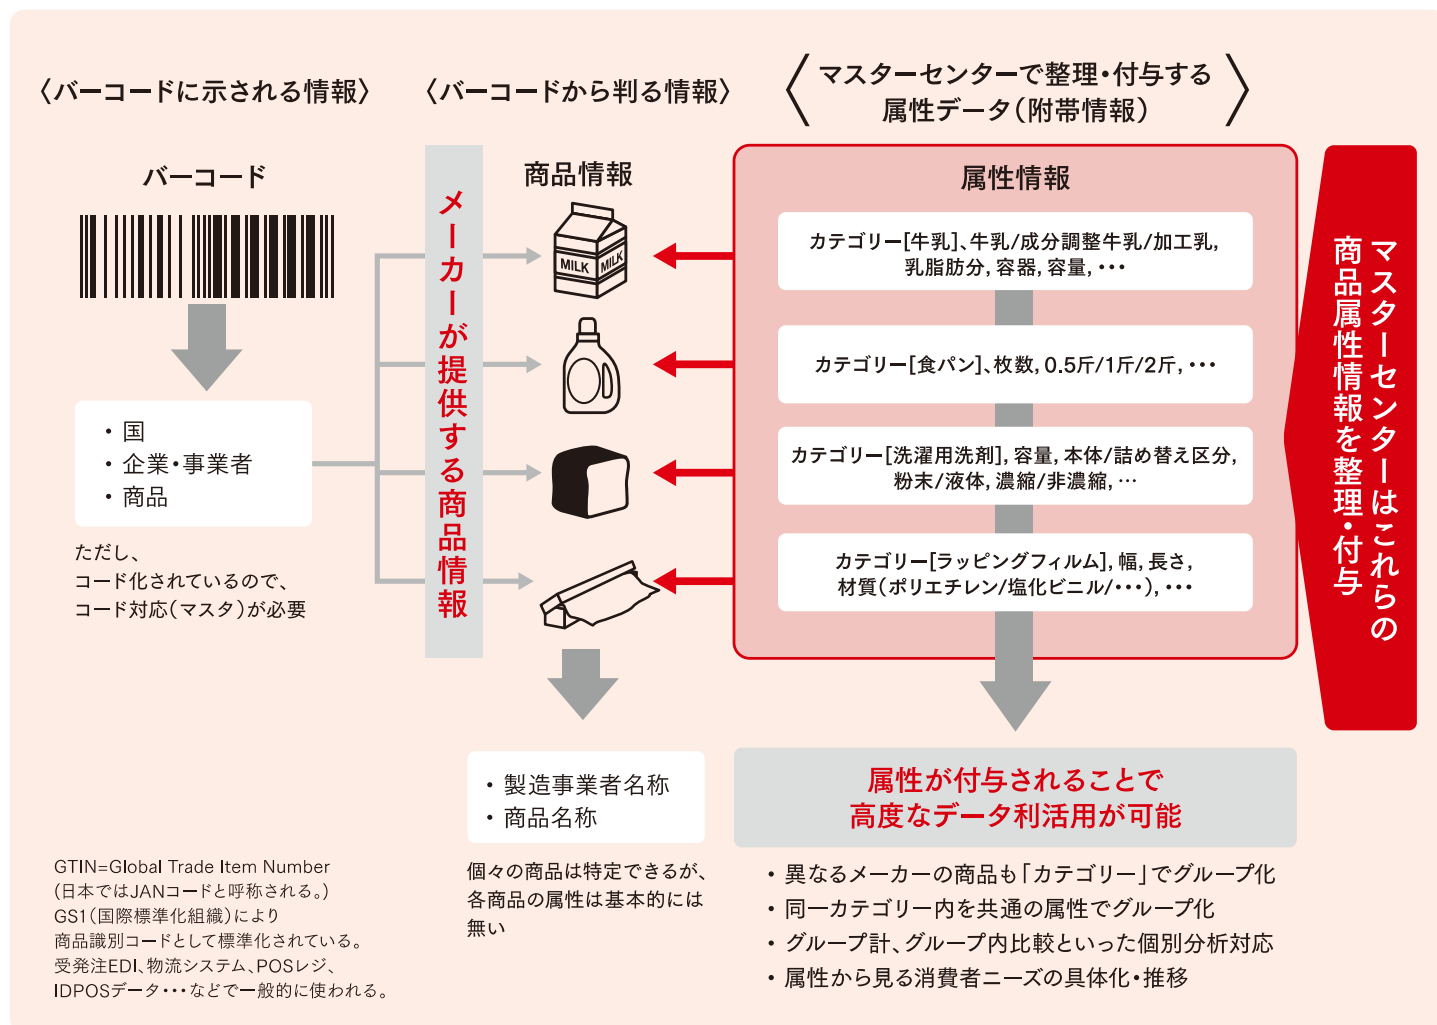 〈バーコードに示される情報〉
バーコード
・国
・企業・事業者
・商品
ただし、
コード化されているので、
コード対応（マスタ）が必要
GTIN=Global Trade Item Number
（日本ではJANコードと呼称される。）
GS1（国際標準化組織）により
商品識別コードとして標準化されている。
受発注EDI、物流システム、POSレジ、
IDPOSデータ・・・などで一般的に使われる。
〈バーコードから判る情報〉
メーカーが提供する商品情報
商品情報
MILK MILK
・製造事業者名称
・商品名称
個々の商品は特定できるが、
各商品の属性は基本的には
無い
〈マスターセンターで整理・付与する
属性データ（附帯情報）〉
属性情報
カテゴリー[牛乳]、牛乳/成分調整牛乳/加工乳,
乳脂肪分, 容器, 容量, ・・・
カテゴリー[食パン]、枚数, 0.5斤/1斤/2斤, ・・・
カテゴリー[洗濯用洗剤], 容量, 本体/詰め替え区分,
粉末/液体, 濃縮/非濃縮, …
カテゴリー[ラッピングフィルム], 幅, 長さ,
材質（ポリエチレン/塩化ビニル/・・・）, ・・・
マスターセンターはこれらの
商品属性情報を整理・付与
属性が付与されることで
高度なデータ利活用が可能
・異なるメーカーの商品も「カテゴリー」でグループ化
・同一カテゴリー内を共通の属性でグループ化
・グループ計、グループ内比較といった個別分析対応
・属性から見る消費者ニーズの具体化・推移